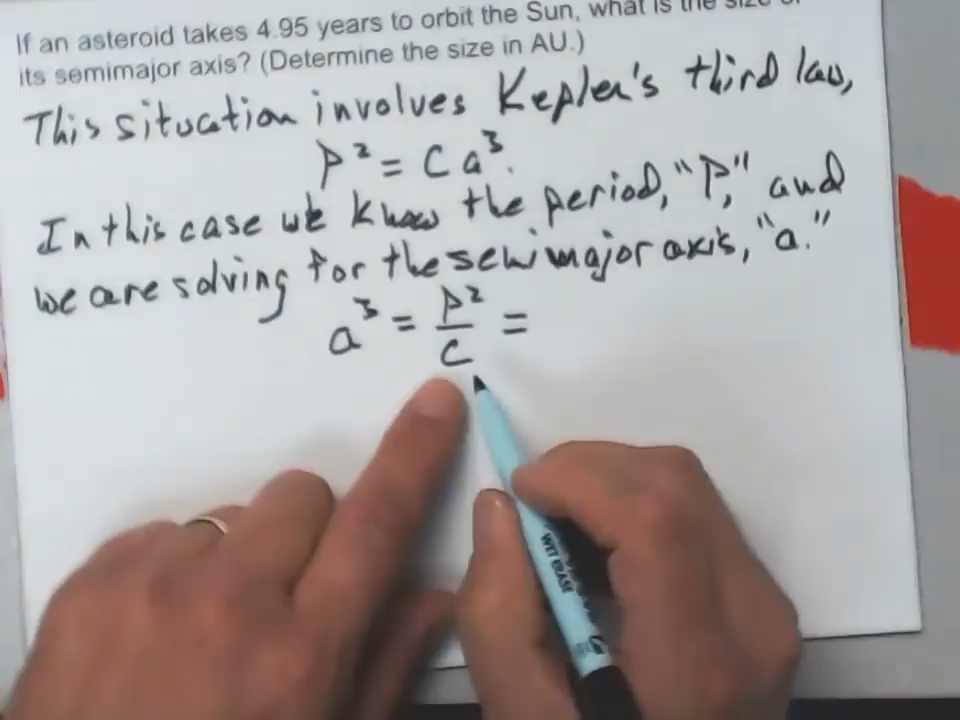 If an asteroid takes 4.95 years to orbit the Sun, what is the size of
its semimajor axis? (Determine the size in AU.)
This situation involves Kepler's third law,
P² = C a³.
In this case we know the period, "P," and
we are solving for the semimajor axis, "a."
a³ = P²/C =
WET ERASE